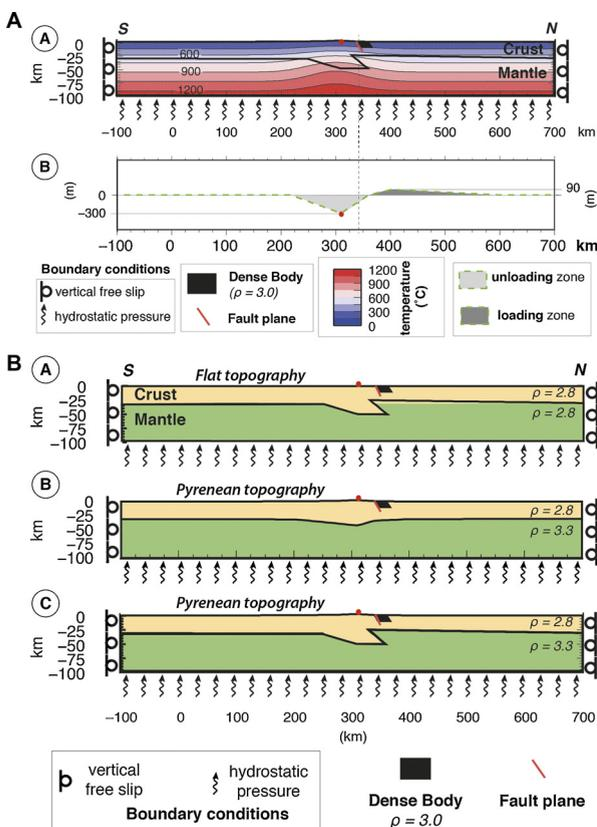 A
S N
A
0
−25
−50
−75
−100
km
600
900
1200
Crust
Mantle
−100 0 100 200 300 400 500 600 700 km
B
(m)
0
−300
90
(m)
−100 0 100 200 300 400 500 600 700 km
Boundary conditions
vertical free slip
hydrostatic pressure
Dense Body
(ρ = 3.0)
Fault plane
1200
900
600
300
0
temperature
(°C)
unloading zone
loading zone
B
A
S N
Flat topography
0
−25
−50
−75
−100
km
Crust
Mantle
ρ = 2.8
ρ = 2.8
B
Pyrenean topography
0
−25
−50
−75
−100
km
ρ = 2.8
ρ = 3.3
C
Pyrenean topography
0
−25
−50
−75
−100
km
ρ = 2.8
ρ = 3.3
−100 0 100 200 300 400 500 600 700
(km)
vertical
free slip
hydrostatic
pressure
Boundary conditions
Dense Body
ρ = 3.0
Fault plane